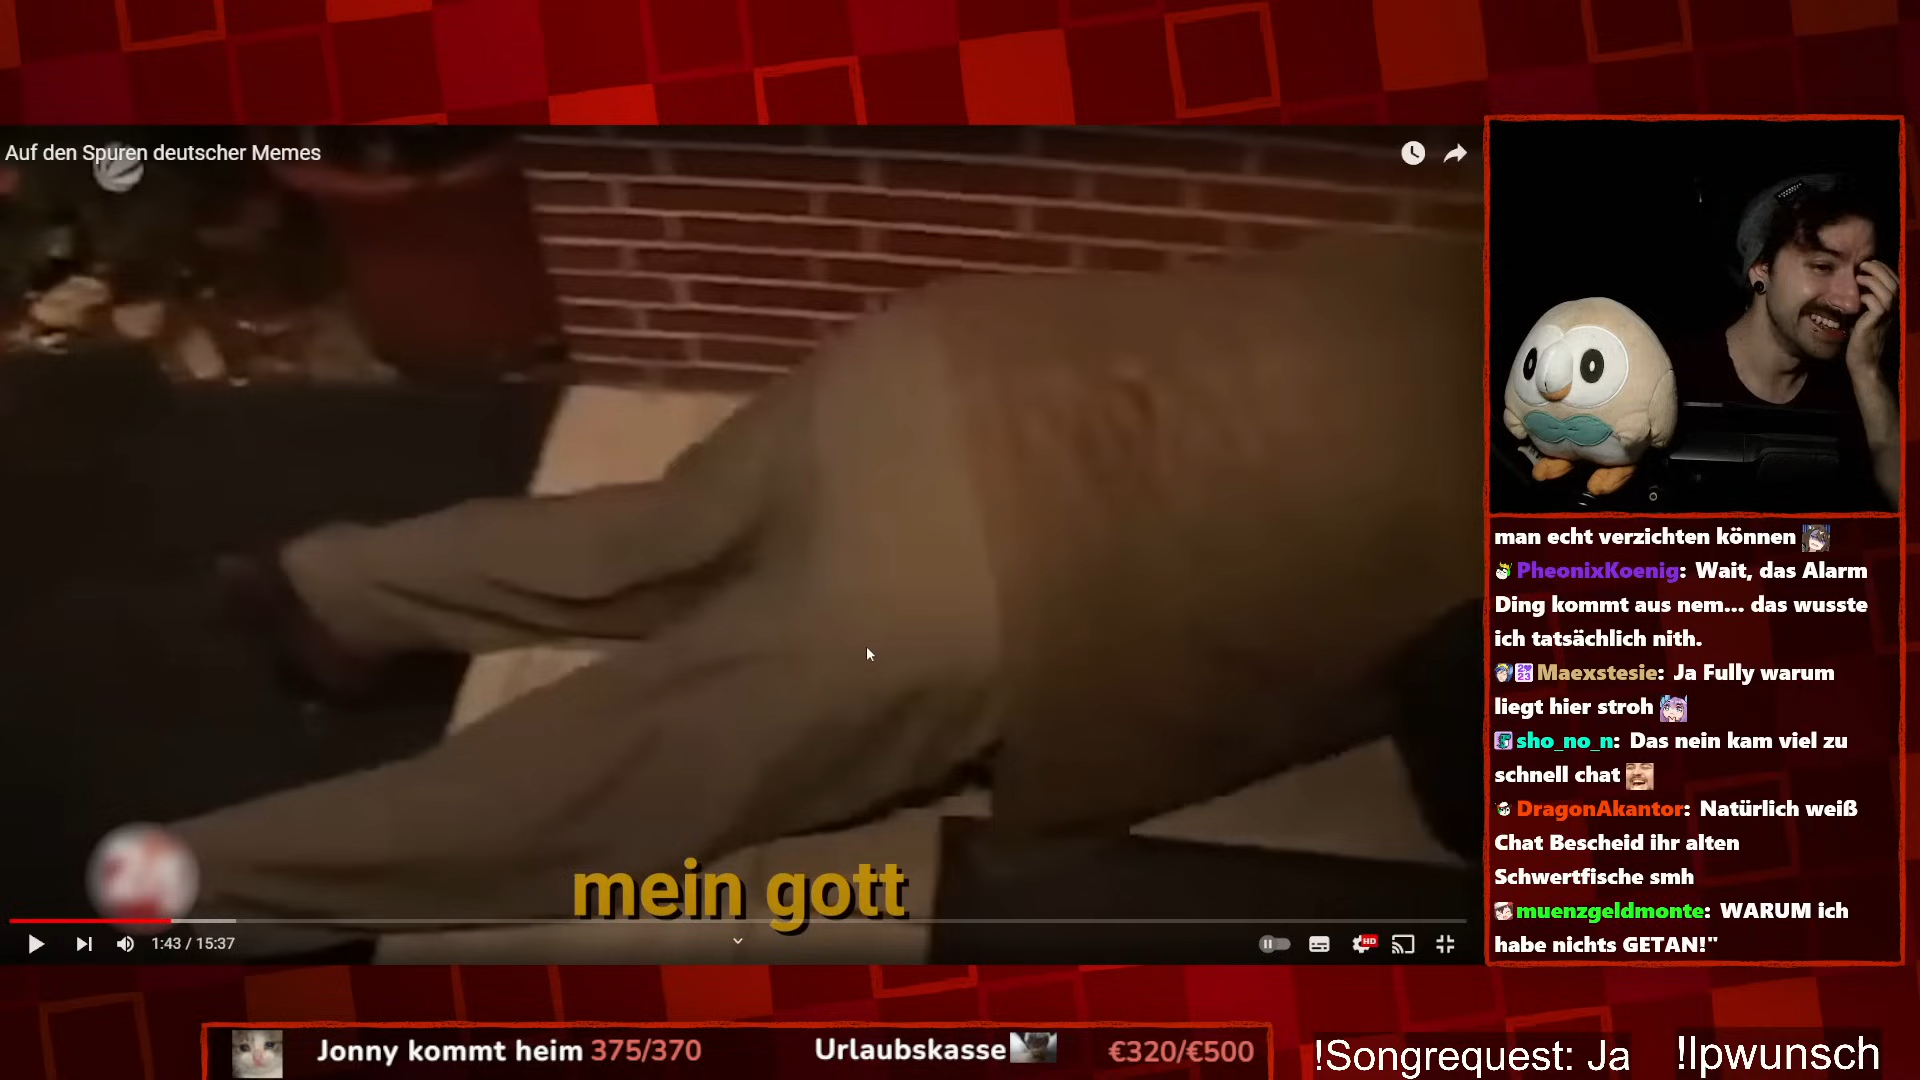 Auf den Spuren deutscher Memes
mein gott
1:43 / 15:37
HD
man echt verzichten können
PheonixKoenig: Wait, das Alarm
Ding kommt aus nem... das wusste
ich tatsächlich nith.
Maexstesie: Ja Fully warum
liegt hier stroh
sho_no_n: Das nein kam viel zu
schnell chat
DragonAkantor: Natürlich weiß
Chat Bescheid ihr alten
Schwertfische smh
muenzgeldmonte: WARUM ich
habe nichts GETAN!"
Jonny kommt heim 375/370
Urlaubskasse €320/€500
!Songrequest: Ja
!lpwunsch